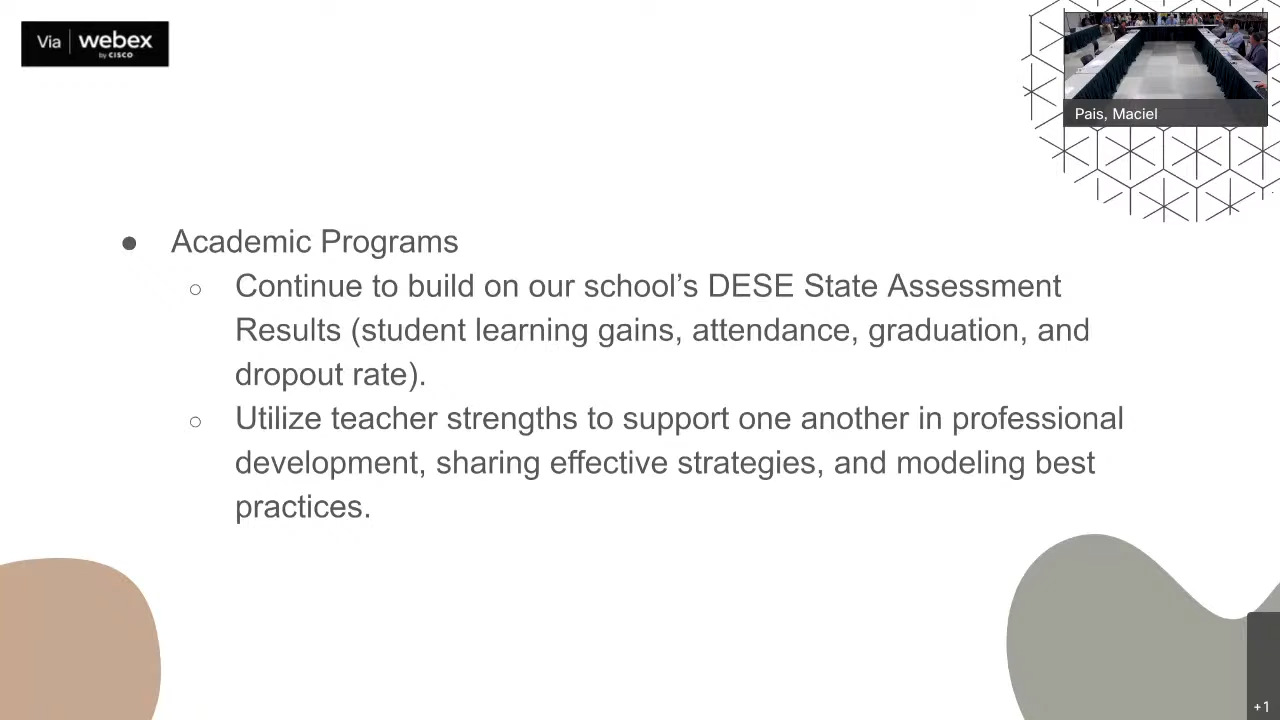 Via webex
by CISCO
Pais, Maciel
● Academic Programs
○ Continue to build on our school’s DESE State Assessment
Results (student learning gains, attendance, graduation, and
dropout rate).
○ Utilize teacher strengths to support one another in professional
development, sharing effective strategies, and modeling best
practices.
+1